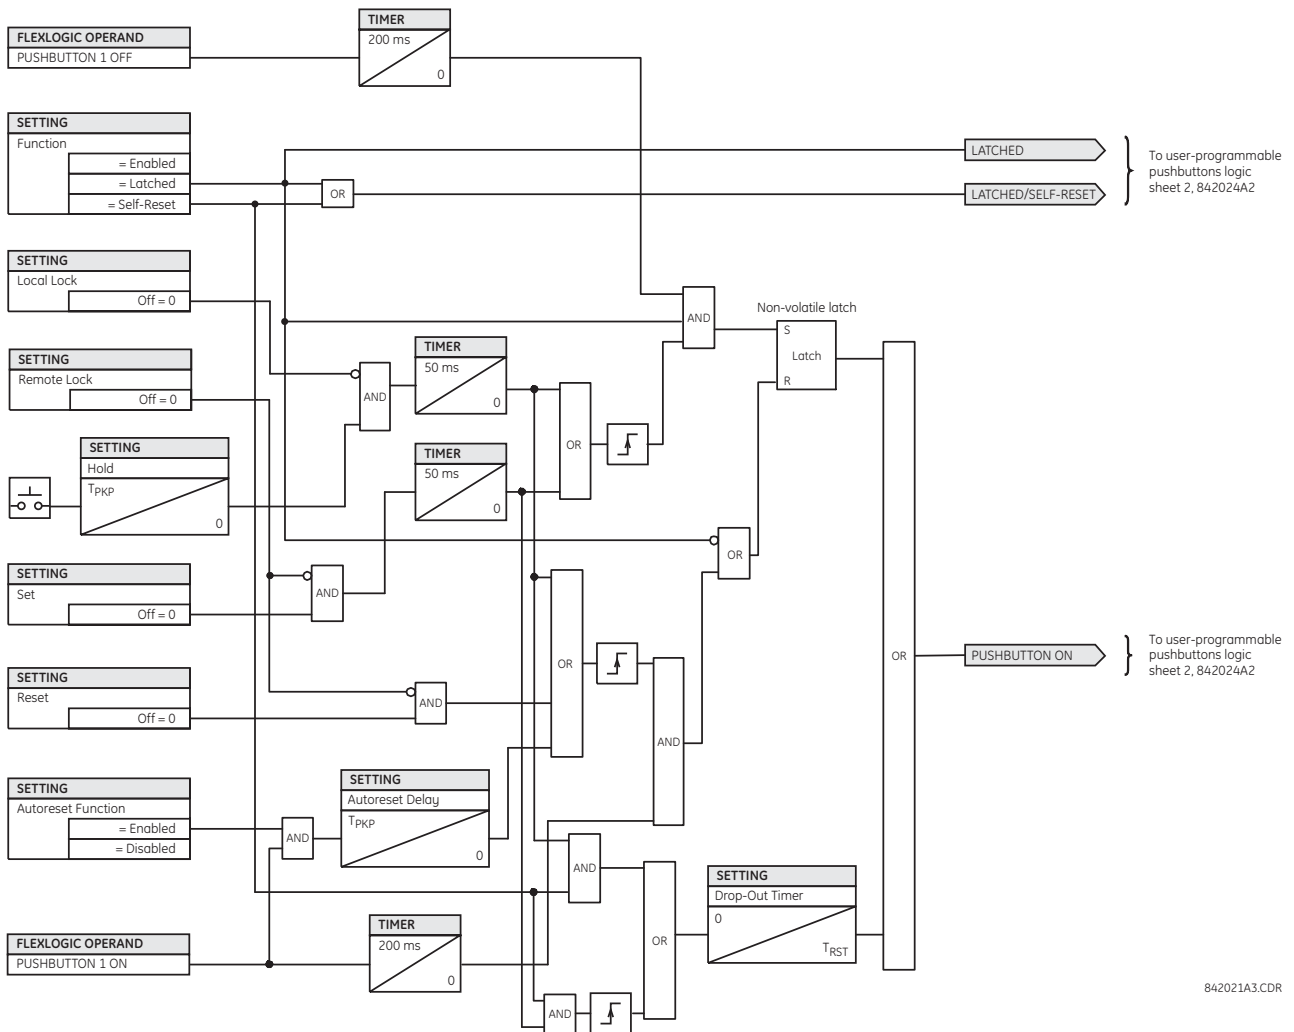 TIMER
200 ms
0
FLEXLOGIC OPERAND
PUSHBUTTON 1 OFF
SETTING
Function
= Enabled
= Latched
= Self-Reset
OR
LATCHED
LATCHED/SELF-RESET
To user-programmable
pushbuttons logic
sheet 2, 842024A2
SETTING
Local Lock
Off = 0
SETTING
Remote Lock
Off = 0
AND
TIMER
50 ms
0
AND
Non-volatile latch
S
Latch
R
SETTING
Hold
TPKP
0
TIMER
50 ms
0
OR
OR
SETTING
Set
Off = 0
AND
SETTING
Reset
Off = 0
AND
OR
AND
OR
PUSHBUTTON ON
To user-programmable
pushbuttons logic
sheet 2, 842024A2
SETTING
Autoreset Function
= Enabled
= Disabled
AND
SETTING
Autoreset Delay
TPKP
0
AND
OR
SETTING
Drop-Out Timer
0
TRST
FLEXLOGIC OPERAND
PUSHBUTTON 1 ON
TIMER
200 ms
0
AND
842021A3.CDR